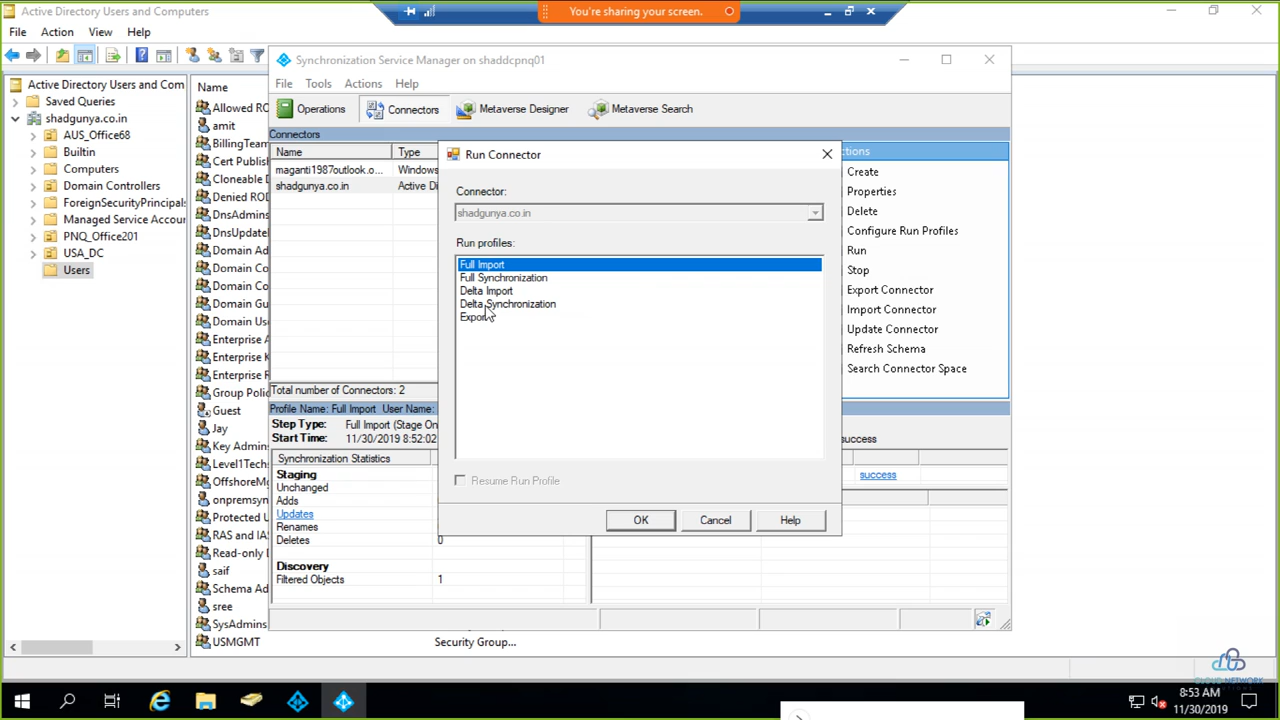 Active Directory Users and Computers
You're sharing your screen.
File Action View Help
Active Directory Users and Com
Saved Queries
shadgunya.co.in
AUS_Office68
Builtin
Computers
Domain Controllers
ForeignSecurityPrincipals
Managed Service Accour
PNQ_Office201
USA_DC
Users
Name
Allowed RO
amit
BillingTeam
Cert Publish
Cloneable D
Denied ROD
DnsAdmins
DnsUpdatel
Domain Ad
Domain Co
Domain Co
Domain Gu
Domain Use
Enterprise A
Enterprise K
Enterprise R
Group Polic
Guest
Jay
Key Admins
Level1Techs
OffshoreMg
onpremsync
Protected U
RAS and IAS
Read-only D
saif
Schema Ad
sree
SysAdmins
USMGMT Security Group...
Synchronization Service Manager on shaddcpnq01
File Tools Actions Help
Operations Connectors Metaverse Designer Metaverse Search
Connectors
Name Type
maganti1987outlook.o... Windows
shadgunya.co.in Active Di
Total number of Connectors: 2
Profile Name: Full Import User Name:
Step Type: Full Import (Stage On
Start Time: 11/30/2019 8:52:02
Synchronization Statistics
Staging
Unchanged
Adds
Updates
Renames
Deletes 0
Discovery
Filtered Objects 1
Run Connector
Connector:
shadgunya.co.in
Run profiles:
Full Import
Full Synchronization
Delta Import
Delta Synchronization
Export
Resume Run Profile
OK Cancel Help
ctions
Create
Properties
Delete
Configure Run Profiles
Run
Stop
Export Connector
Import Connector
Update Connector
Refresh Schema
Search Connector Space
success
success
CLOUD NETWORK
8:53 AM
11/30/2019